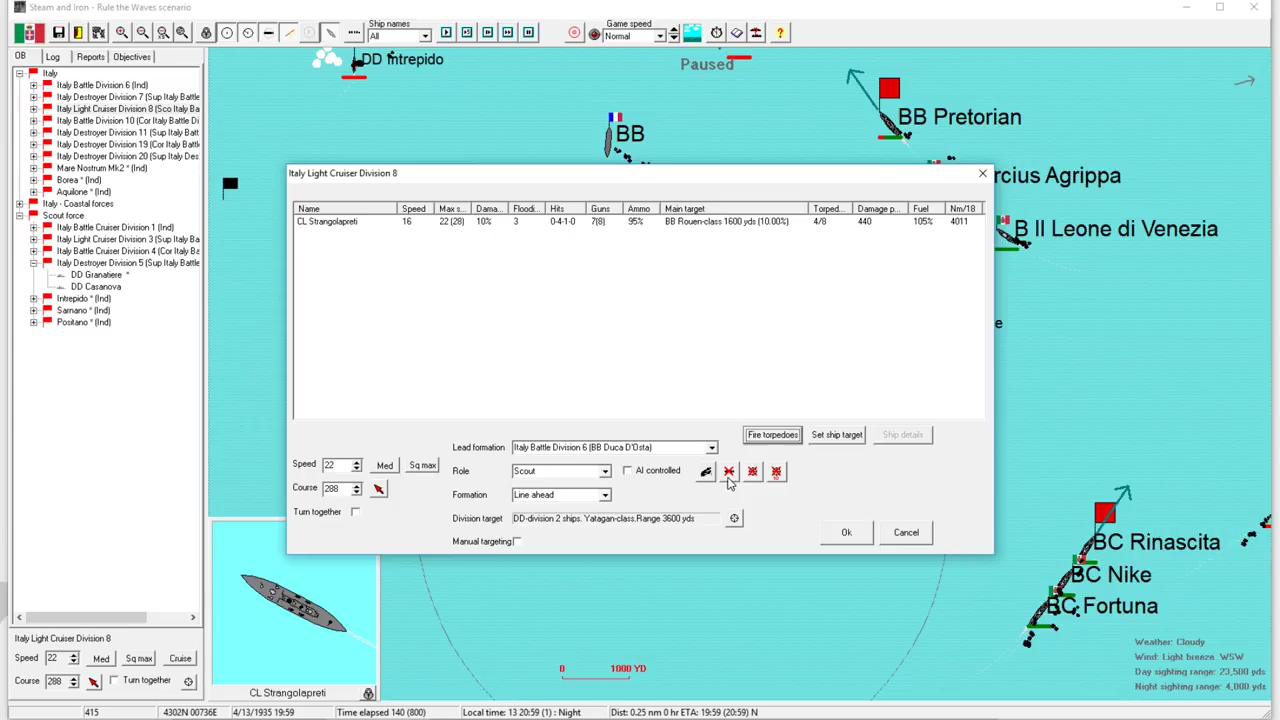 Steam and Iron - Rule the Waves scenario
Ship names
All
Game speed
Normal
OB Log Reports Objectives
Italy
Italy Battle Division 6 (Ind)
Italy Destroyer Division 7 (Sup Italy Battle
Italy Light Cruiser Division 8 (Sco Italy Ba
Italy Battle Division 10 (Cor Italy Battle Di
Italy Destroyer Division 11 (Sup Italy Batt
Italy Destroyer Division 19 (Cor Italy Batt
Italy Destroyer Division 20 (Sup Italy Des
Mare Nostrum Mk2 * (Ind)
Borea * (Ind)
Aquilone * (Ind)
Italy - Coastal forces
Scout force
Italy Cruiser Division 1 (Ind)
Italy Light Cruiser Division 3 (Sup Italy Ba
Italy Battle Cruiser Division 4 (Cor Italy B
Italy Destroyer Division 5 (Sup Italy Battl
DD Granatiere *
DD Casanova
Intrepido * (Ind)
Sarnano * (Ind)
Positano * (Ind)
Italy Light Cruiser Division 8
Speed 22 Med Sq max Cruise
Course 288 Turn together
DD Intrepido
Paused
BB
BB Pretorian
rcius Agrippa
B Il Leone di Venezia
e
BC Rinascita
BC Nike
BC Fortuna
Italy Light Cruiser Division 8
Name Speed Max s... Dama... Floodi... Hits Guns Ammo Main target Torped... Damage p... Fuel Nm/18
CL Strangolapreti 16 22 (28) 10% 3 0-4-1-0 7(8) 95% BB Rouen-class 1600 yds (10.00%) 4/8 440 105% 4011
Fire torpedoes Set ship target Ship details
Lead formation Italy Battle Division 6 (BB Duca D'Osta)
Speed 22 Med Sq max
Role Scout AI controlled
10
Course 288
Formation Line ahead
Turn together
Division target DD-division 2 ships. Yatagan-class.Range 3600 yds
Manual targeting
Ok Cancel
0 1000 YD
Weather: Cloudy
Wind: Light breeze WSW
Day sighting range: 23,500 yds
Night sighting range: 4,000 yds
CL Strangolapreti
415 4302N 00736E 4/13/1935 19:59 Time elapsed 140 (800) Local time: 13 20:59 (1) : Night Dist: 0.25 nm 0 hr ETA: 19:59 (20:59) N